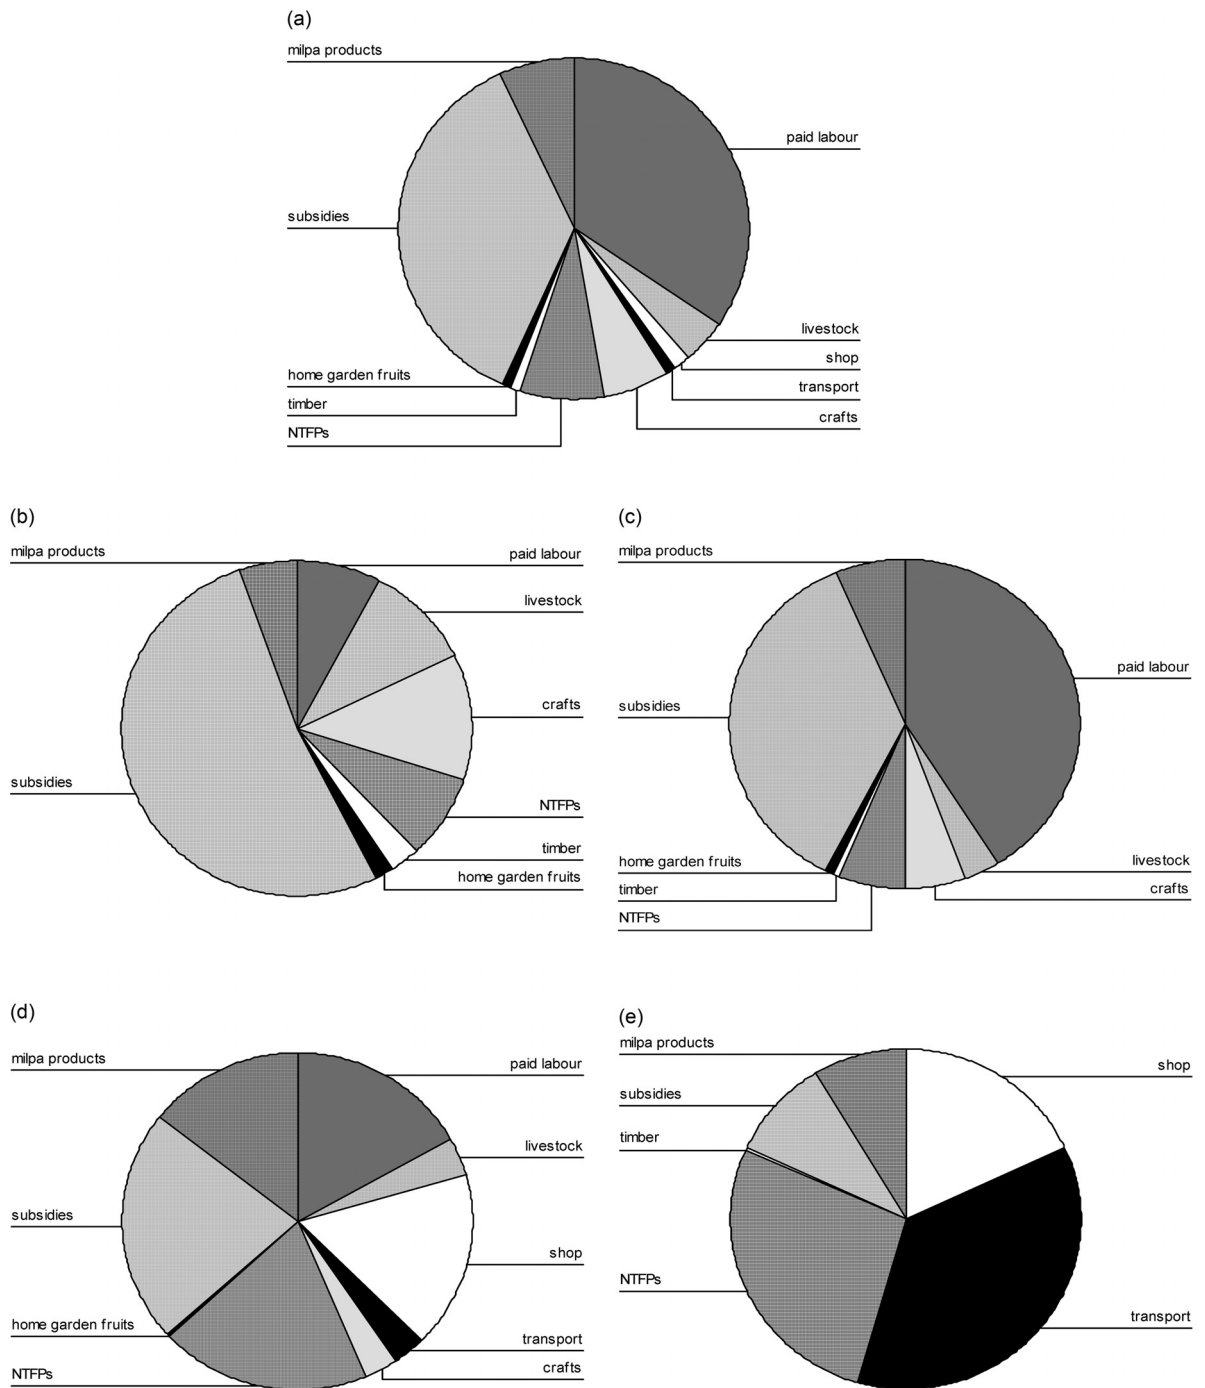 (a)
milpa products
paid labour
subsidies
livestock
shop
home garden fruits
transport
timber
crafts
NTFPs
(b)
milpa products
paid labour
livestock
crafts
subsidies
NTFPs
timber
home garden fruits
(c)
milpa products
paid labour
subsidies
home garden fruits
livestock
timber
crafts
NTFPs
(d)
milpa products
paid labour
livestock
subsidies
shop
home garden fruits
transport
NTFPs
crafts
(e)
milpa products
shop
subsidies
timber
NTFPs
transport